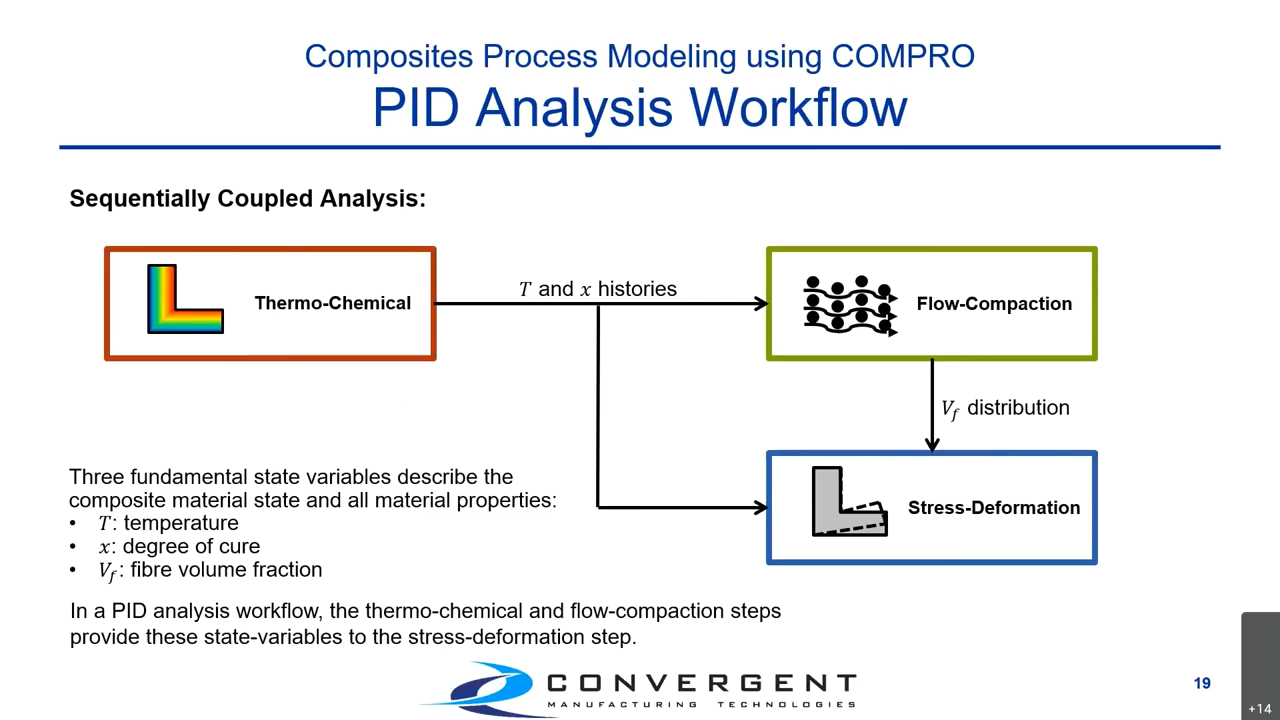 Composites Process Modeling using COMPRO
PID Analysis Workflow
Sequentially Coupled Analysis:
Thermo-Chemical
T and x histories
Flow-Compaction
V_f distribution
Stress-Deformation
Three fundamental state variables describe the
composite material state and all material properties:
• T: temperature
• x: degree of cure
• V_f: fibre volume fraction
In a PID analysis workflow, the thermo-chemical and flow-compaction steps
provide these state-variables to the stress-deformation step.
CONVERGENT
MANUFACTURING TECHNOLOGIES
19
+14